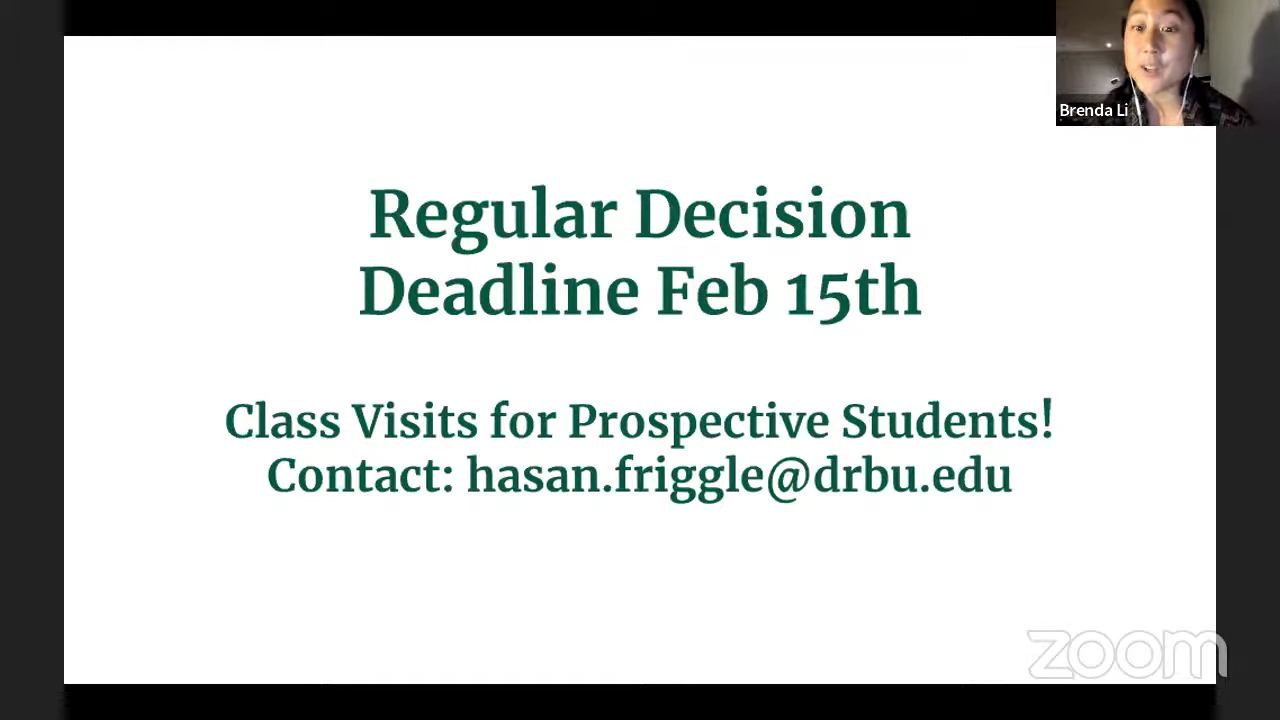 Brenda Li
Regular Decision
Deadline Feb 15th
Class Visits for Prospective Students!
Contact: hasan.friggle@drbu.edu
zoom